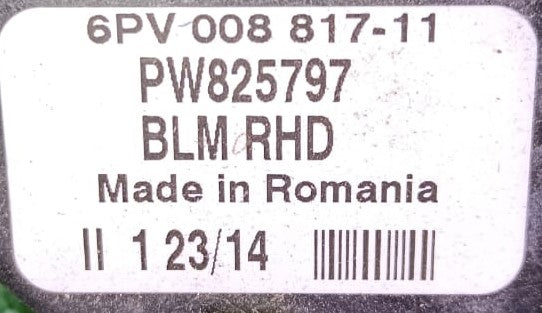 6PV 008 817-11
PW825797
BLM RHD
Made in Romania
II 1 23/14